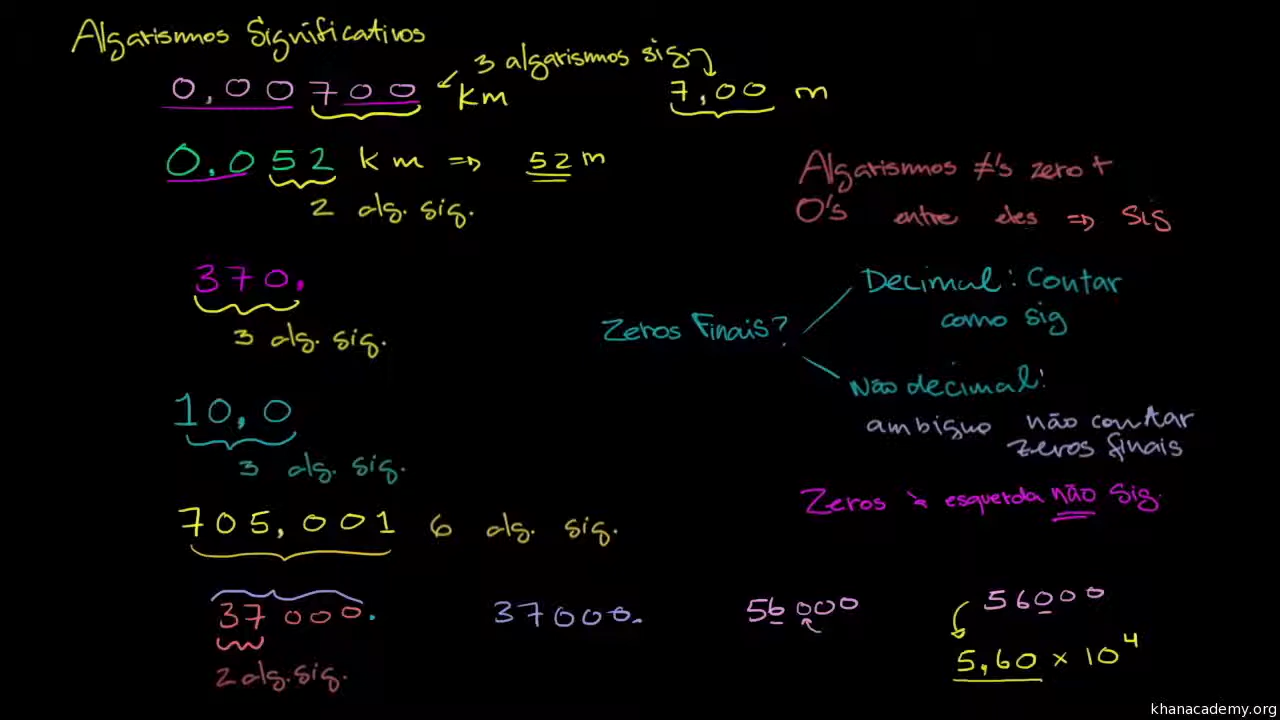 Algarismos Significativos
3 algarismos sig.
0,00700 Km
7,00 m
0.052 km => 52 m
2 alg. sig.
Algarismos ≠'s zero +
0's entre eles => sig
370.
3 alg. sig.
Zeros Finais?
Decimal: Contar
como sig
Não decimal:
ambiguo não contar
zeros finais
10,0
3 alg. sig.
Zeros à esquerda não sig.
705,001 6 alg. sig.
37000.
2 alg. sig.
37000.
56000
56000
5,60 × 10⁴
khanacademy.org